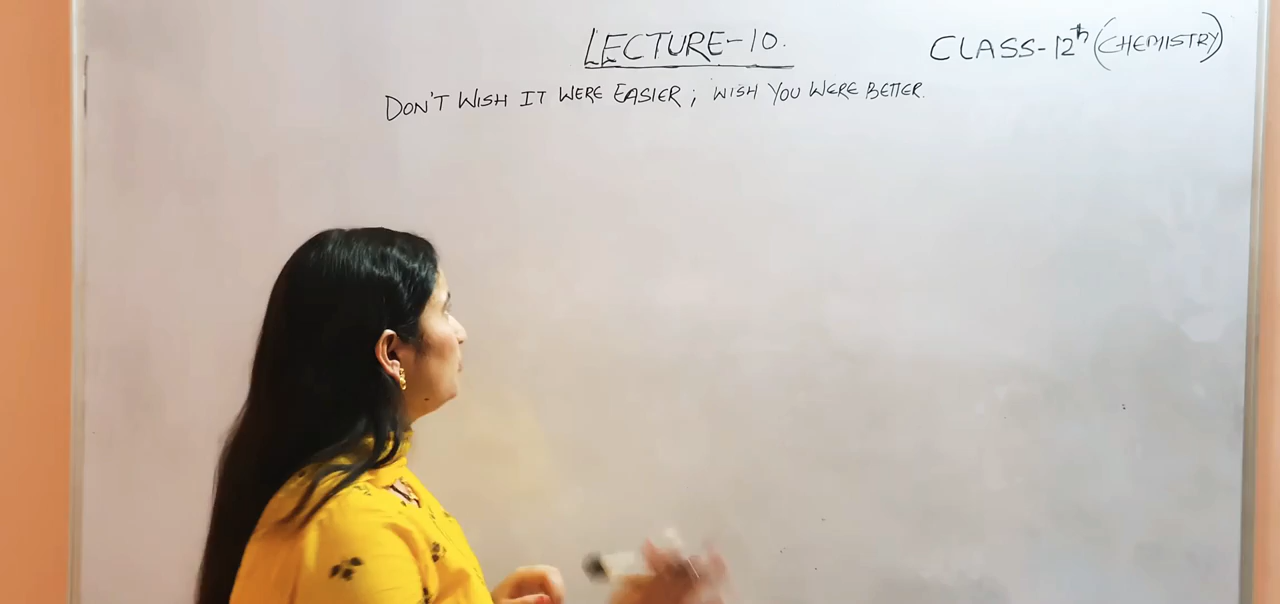 LECTURE-10.
CLASS-12th (CHEMISTRY)
DON'T WISH IT WERE EASIER; WISH YOU WERE BETTER.